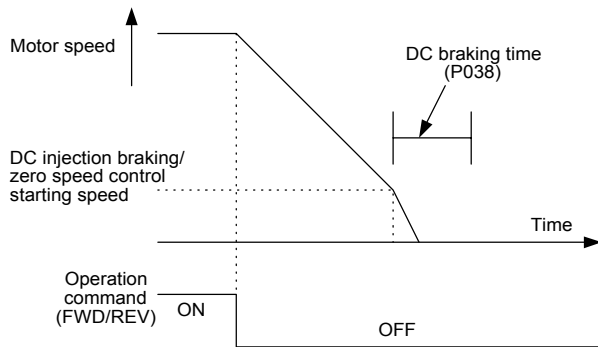 Motor speed
DC braking time
(P038)
DC injection braking/
zero speed control
starting speed
Time
Operation
command
(FWD/REV)
ON
OFF